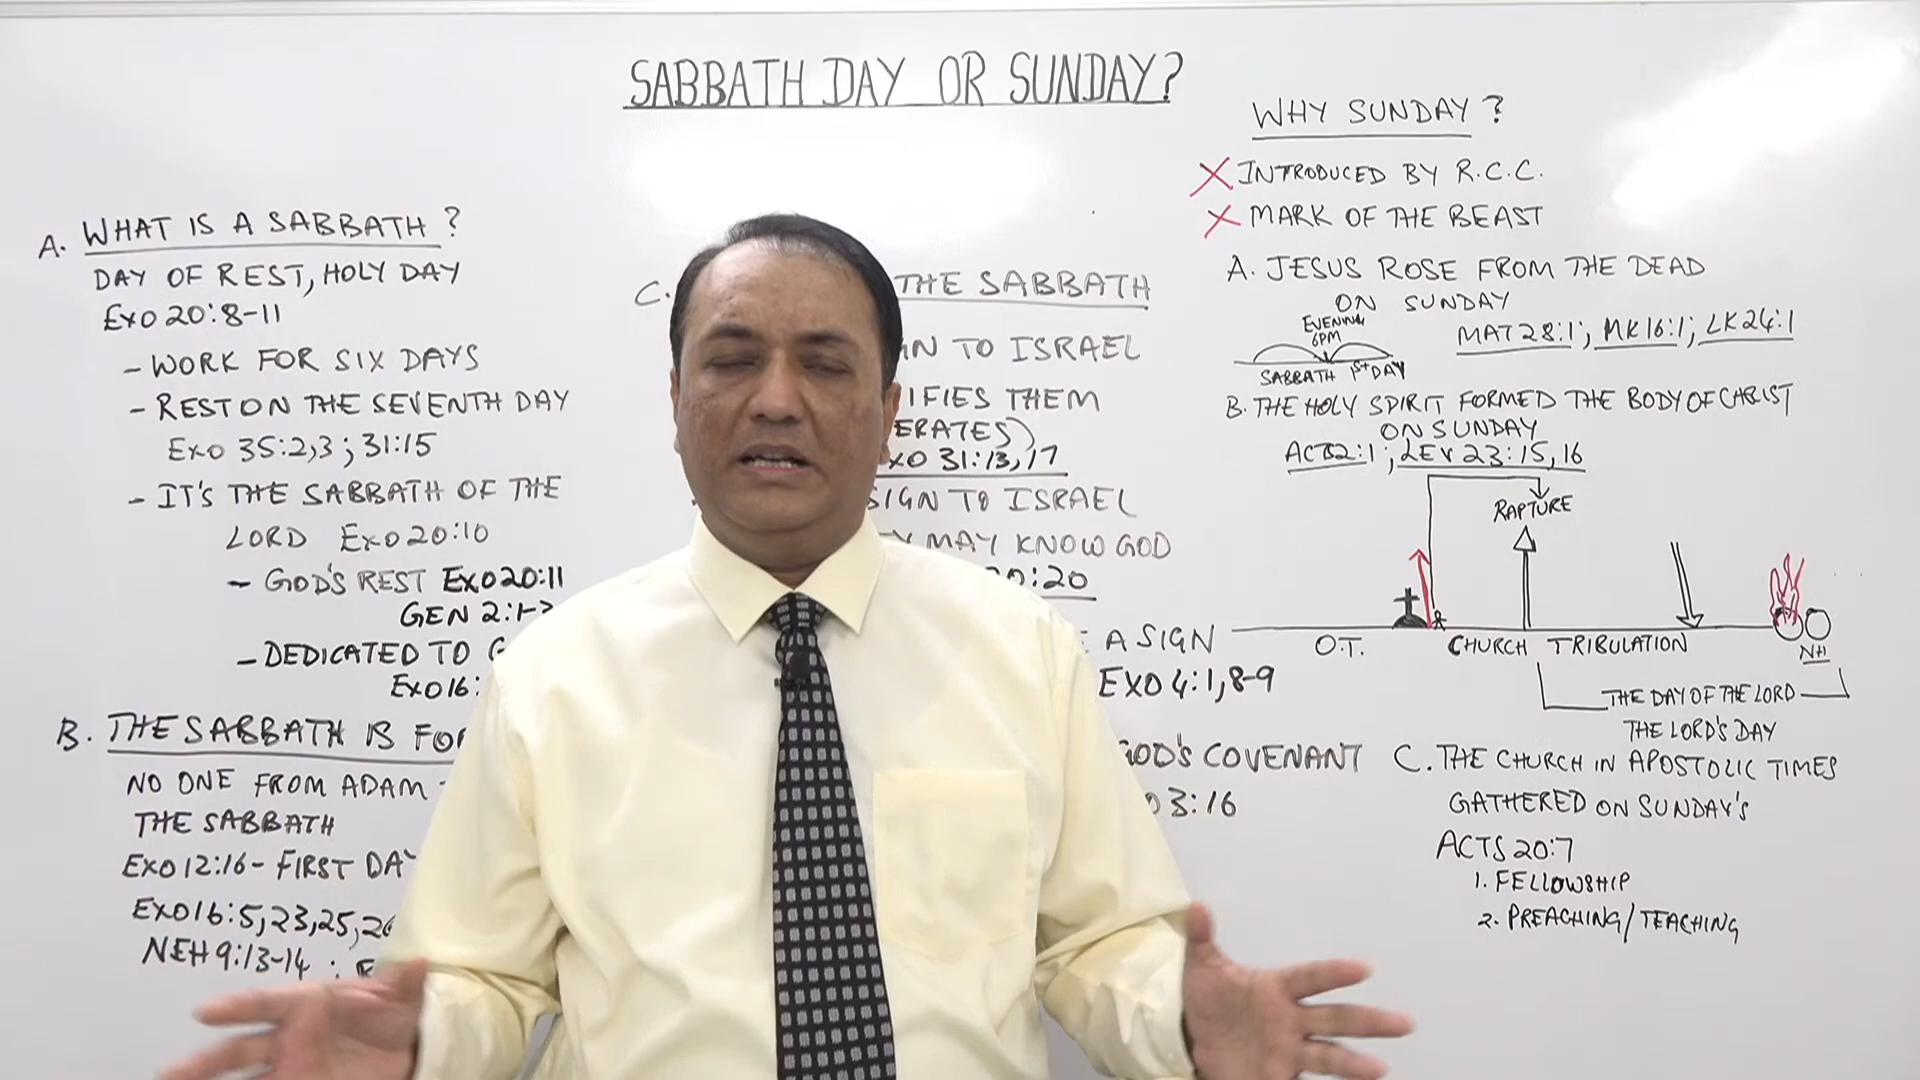 SABBATH DAY OR SUNDAY?
A. WHAT IS A SABBATH?
DAY OF REST, HOLY DAY
EXO 20:8-11
- WORK FOR SIX DAYS
- REST ON THE SEVENTH DAY
EXO 35:2,3; 31:15
- IT'S THE SABBATH OF THE
LORD EXO 20:10
- GOD'S REST EXO 20:11
GEN 2:1-3
- DEDICATED TO G
EXO 16:
B. THE SABBATH IS FO
NO ONE FROM ADAM -
THE SABBATH
EXO 12:16 - FIRST DAY
EXO 16:5,23,25,26
NEH 9:13-14 ;
C. THE SABBATH
TO ISRAEL
IFIES THEM
ERATES)
XO 31:13,17
SIGN TO ISRAEL
MAY KNOW GOD
0:20
A SIGN
EXO 4:1,8-9
GOD'S COVENANT
3:16
WHY SUNDAY?
X INTRODUCED BY R.C.C.
X MARK OF THE BEAST
A. JESUS ROSE FROM THE DEAD
ON SUNDAY
EVENING
6PM
MAT 28:1; MK 16:1; LK 24:1
SABBATH 1ST DAY
B. THE HOLY SPIRIT FORMED THE BODY OF CHRIST
ON SUNDAY
ACTS 2:1; LEV 23:15,16
RAPTURE
O.T. CHURCH TRIBULATION NH
THE DAY OF THE LORD
THE LORD'S DAY
C. THE CHURCH IN APOSTOLIC TIMES
GATHERED ON SUNDAY'S
ACTS 20:7
1. FELLOWSHIP
2. PREACHING/TEACHING